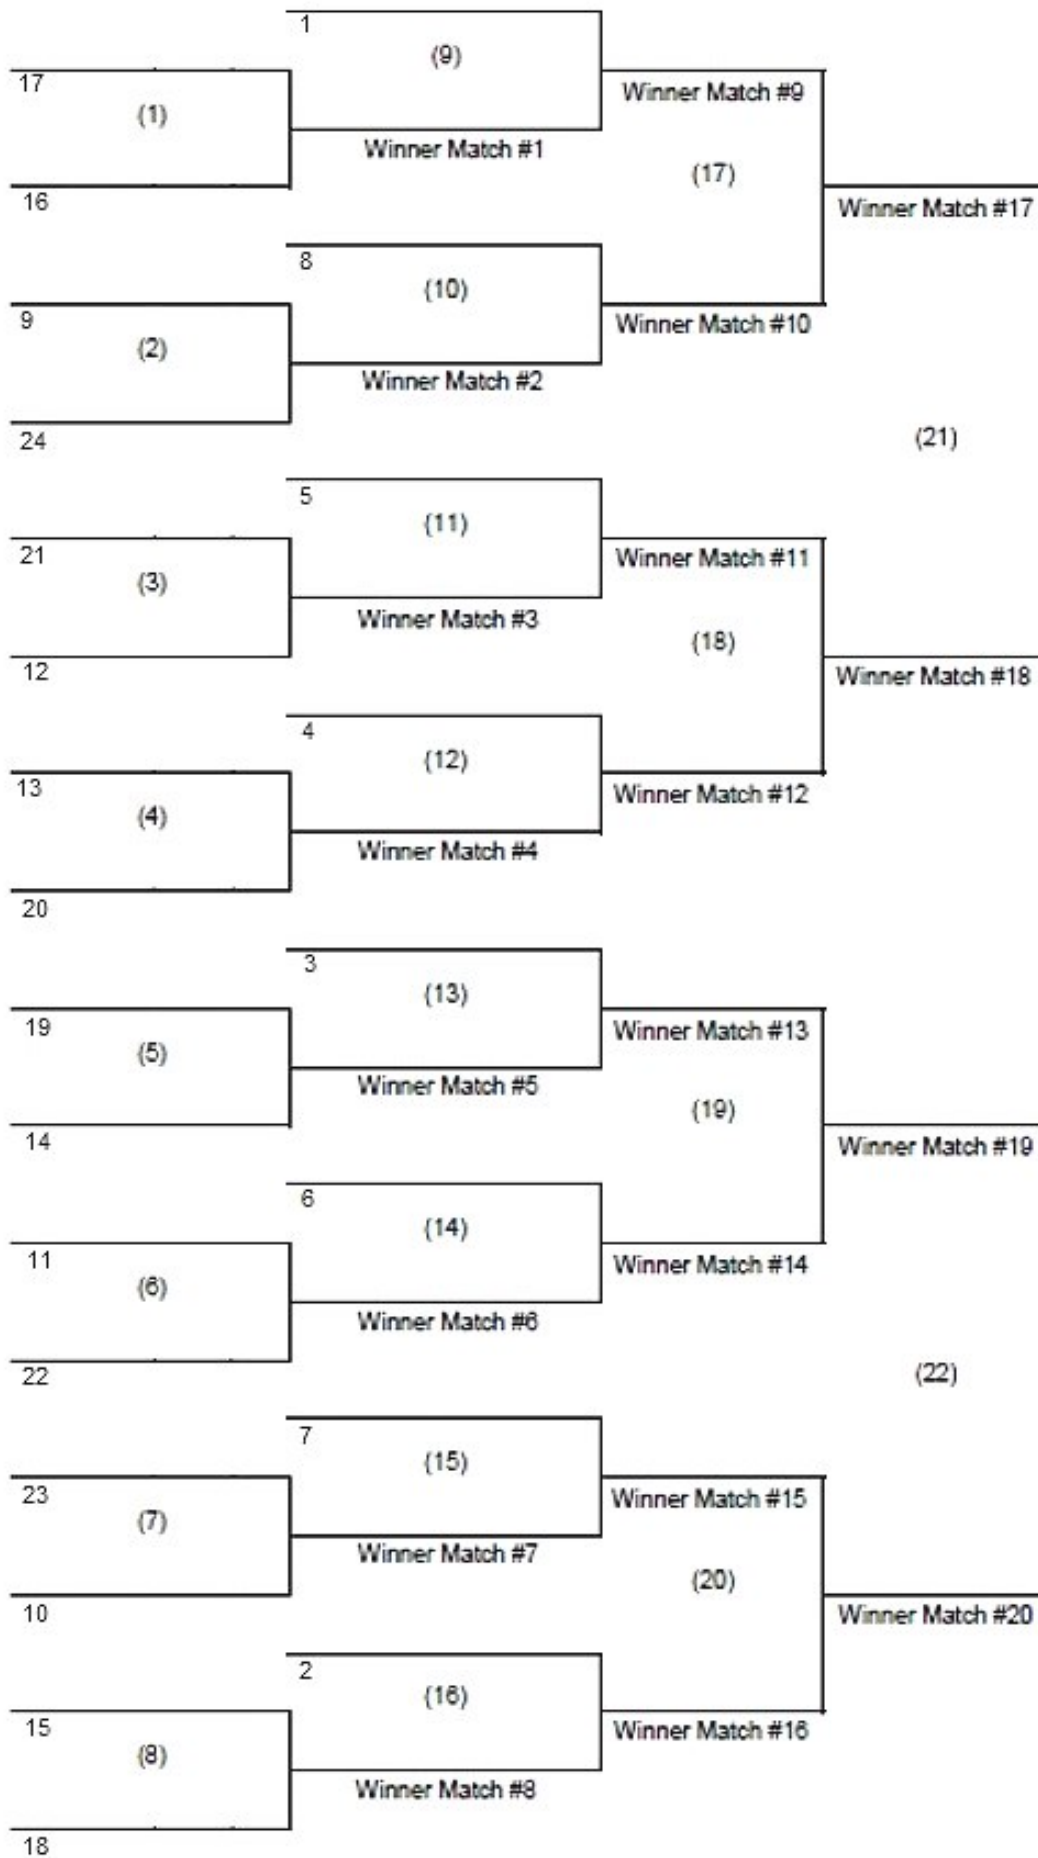 1
(9)
17
Winner Match #9
(1)
Winner Match #1
(17)
16
Winner Match #17
8
(10)
9
Winner Match #10
(2)
Winner Match #2
24
(21)
5
(11)
21
Winner Match #11
(3)
Winner Match #3
(18)
12
Winner Match #18
4
(12)
13
Winner Match #12
(4)
Winner Match #4
20
3
(13)
19
Winner Match #13
(5)
Winner Match #5
(19)
14
Winner Match #19
6
(14)
11
Winner Match #14
(6)
Winner Match #6
22
(22)
7
(15)
23
Winner Match #15
(7)
Winner Match #7
(20)
10
Winner Match #20
2
(16)
15
Winner Match #16
(8)
Winner Match #8
18